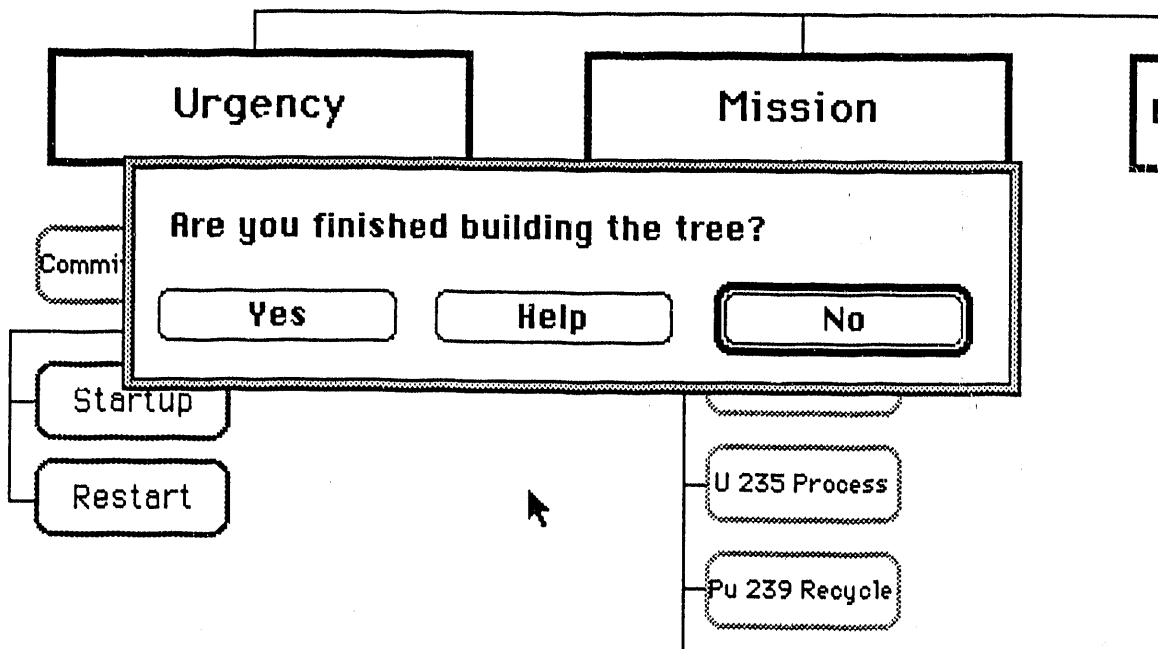 Urgency
Mission
Are you finished building the tree?
Yes
Help
No
Startup
Restart
U 235 Process
Pu 239 Recycle